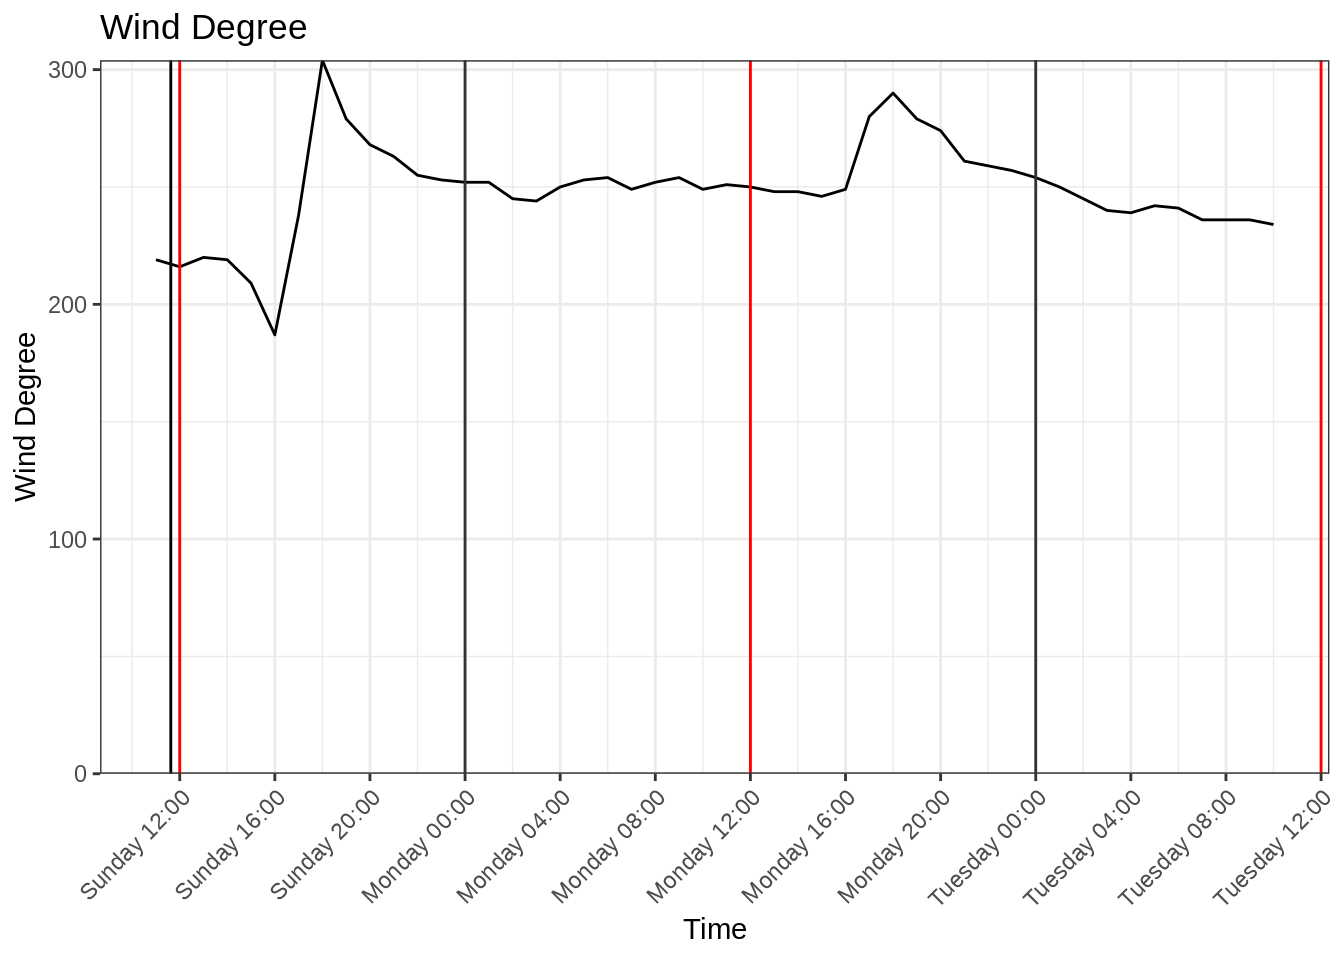 Wind Degree
300
200
100
0
Wind Degree
Sunday 12:00
Sunday 16:00
Sunday 20:00
Monday 00:00
Monday 04:00
Monday 08:00
Monday 12:00
Monday 16:00
Monday 20:00
Tuesday 00:00
Tuesday 04:00
Tuesday 08:00
Tuesday 12:00
Time